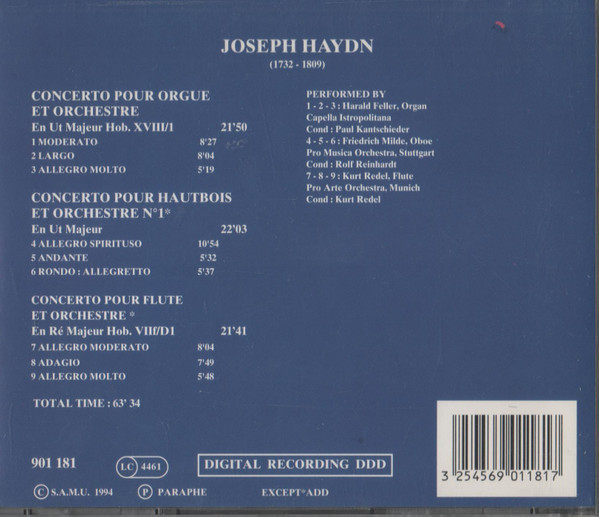 JOSEPH HAYDN
(1732 - 1809)
CONCERTO POUR ORGUE
ET ORCHESTRE
En Ut Majeur Hob. XVIII/1 21'50
1 MODERATO 8'27
2 LARGO 8'04
3 ALLEGRO MOLTO 5'19
CONCERTO POUR HAUTBOIS
ET ORCHESTRE N°1*
En Ut Majeur 22'03
4 ALLEGRO SPIRITUSO 10'54
5 ANDANTE 5'32
6 RONDO : ALLEGRETTO 5'37
CONCERTO POUR FLUTE
ET ORCHESTRE *
En Ré Majeur Hob. VIIf/D1 21'41
7 ALLEGRO MODERATO 8'04
8 ADAGIO 7'49
9 ALLEGRO MOLTO 5'48
TOTAL TIME : 63' 34
PERFORMED BY
1 - 2 - 3 : Harald Feller, Organ
Capella Istropolitana
Cond : Paul Kantschieder
4 - 5 - 6 : Friedrich Milde, Oboe
Pro Musica Orchestra, Stuttgart
Cond : Rolf Reinhardt
7 - 8 - 9 : Kurt Redel, Flute
Pro Arte Orchestra, Munich
Cond : Kurt Redel
901 181
LC 4461
DIGITAL RECORDING DDD
C S.A.M.U. 1994
P PARAPHE
EXCEPT*ADD
3 254569 011817